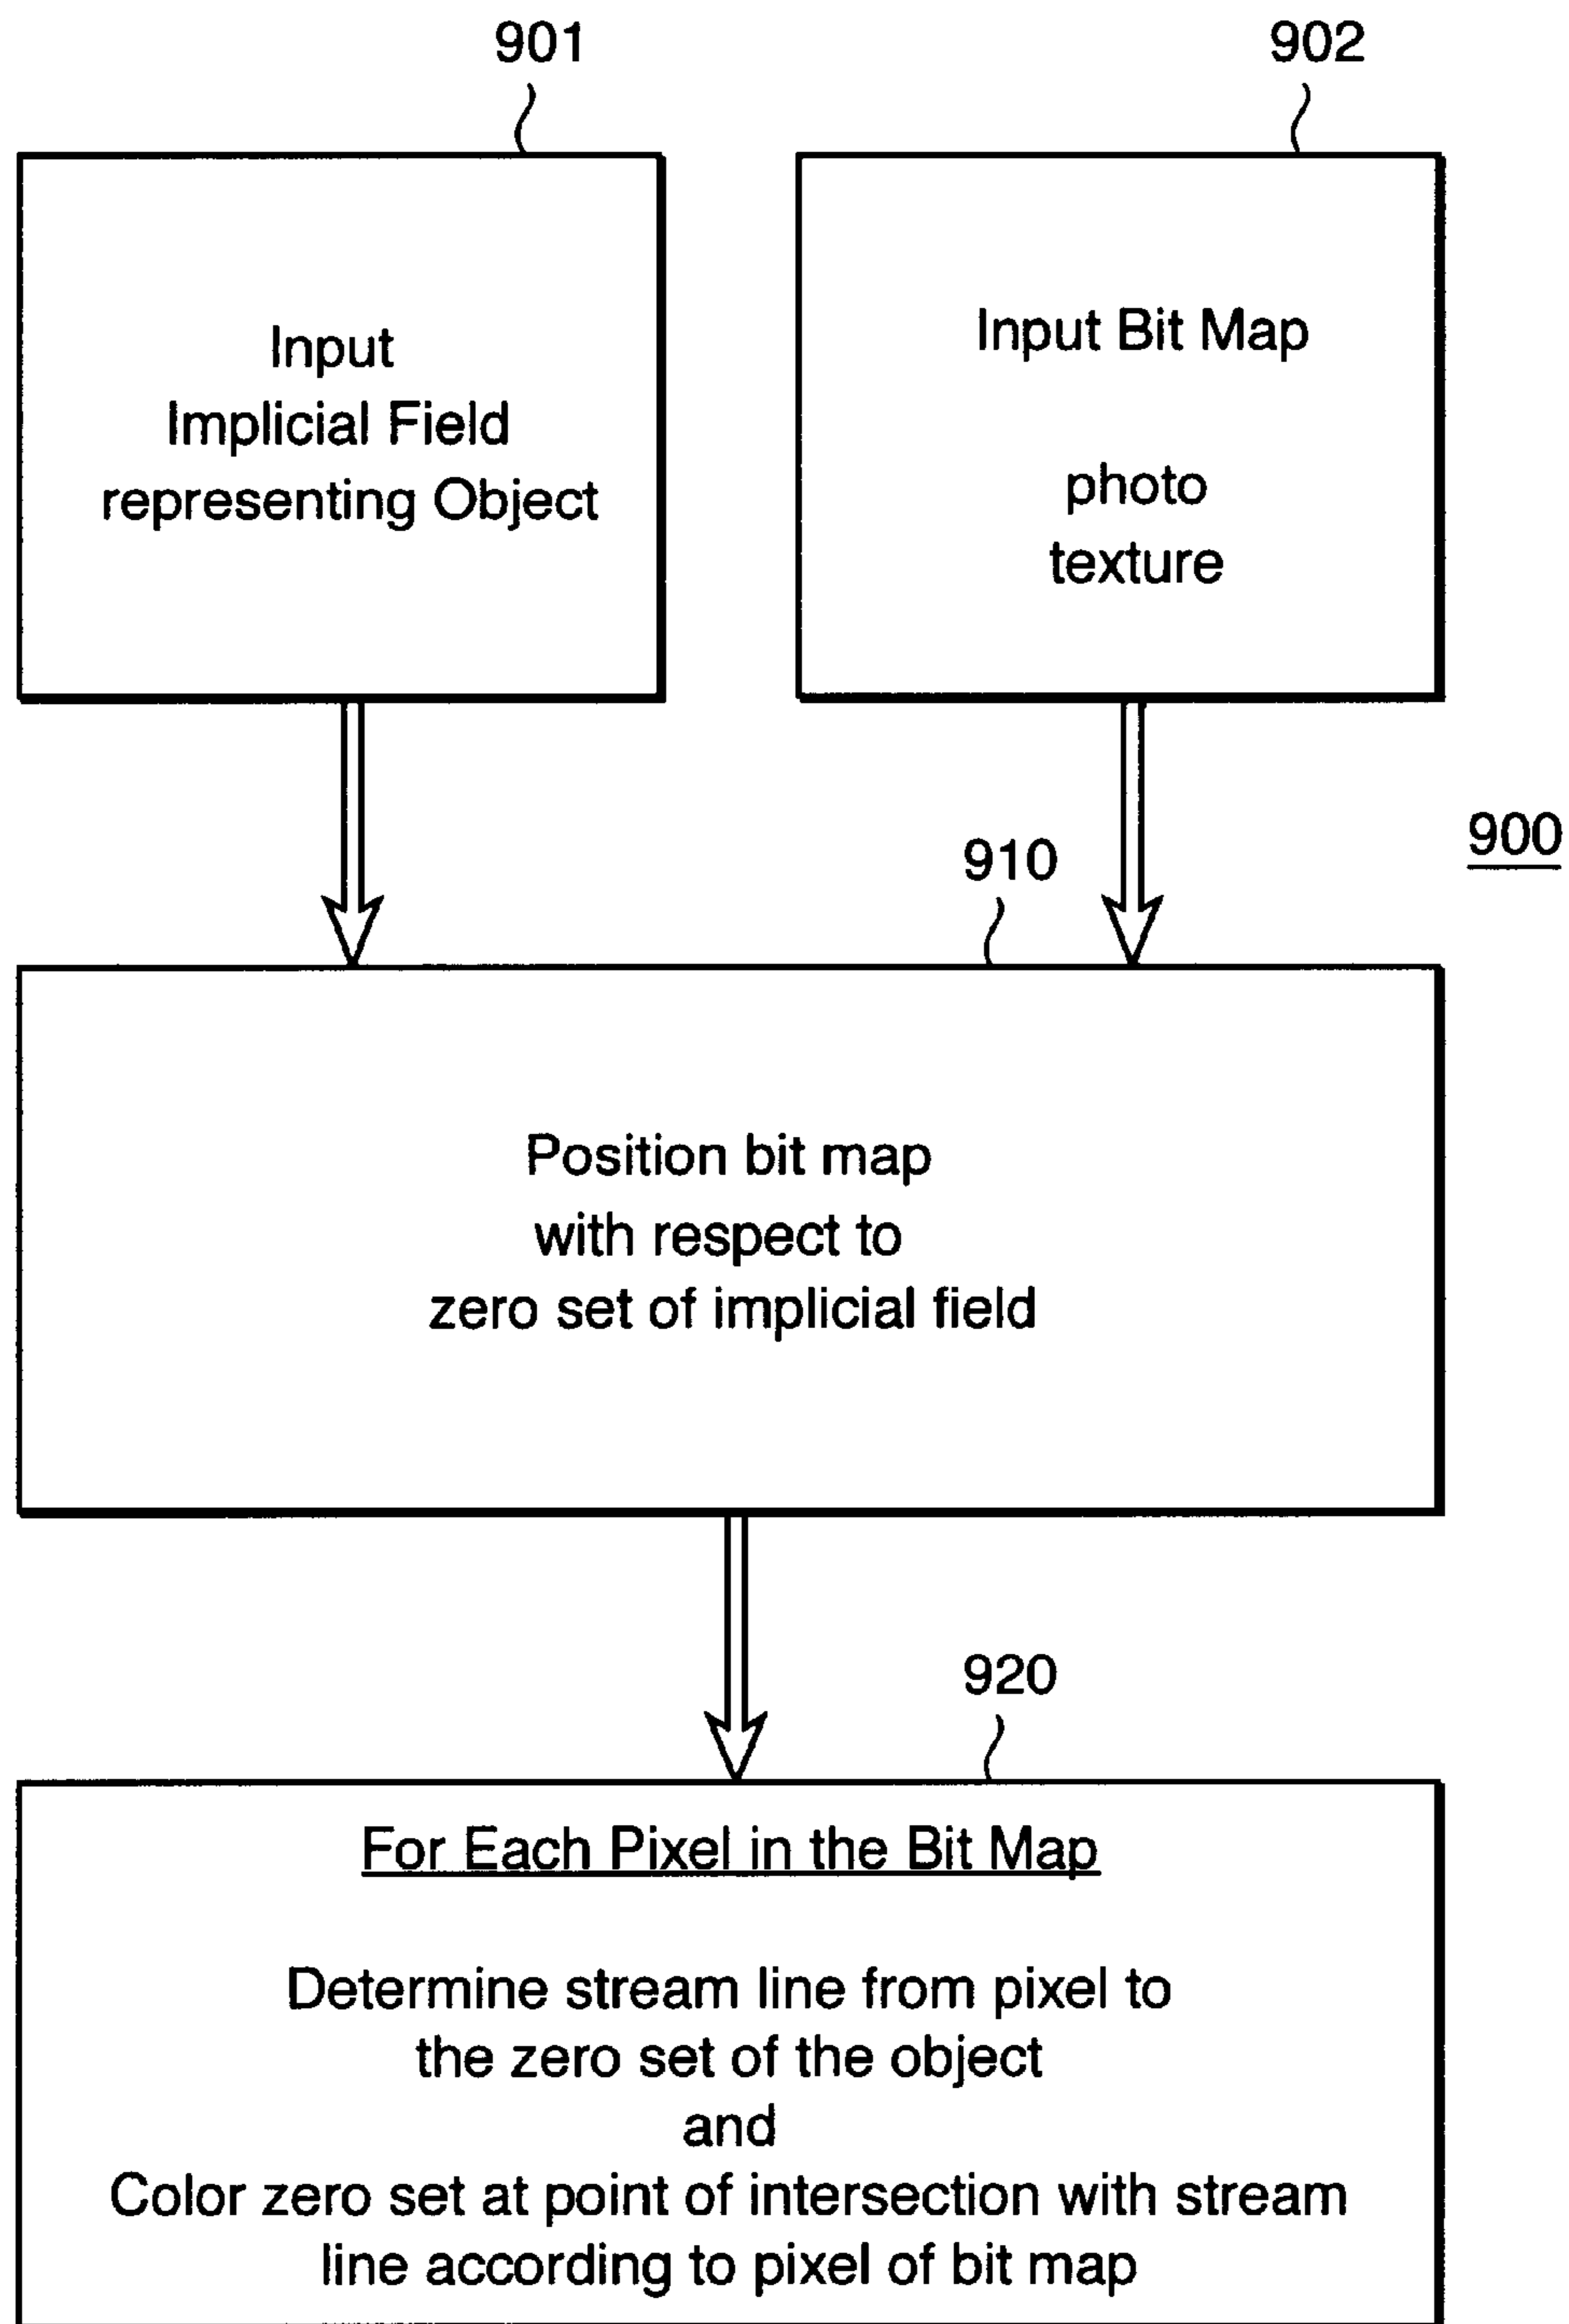 901
902
Input
Implicial Field
representing Object
Input Bit Map
photo
texture
900
910
Position bit map
with respect to
zero set of implicial field
920
For Each Pixel in the Bit Map
Determine stream line from pixel to
the zero set of the object
and
Color zero set at point of intersection with stream
line according to pixel of bit map